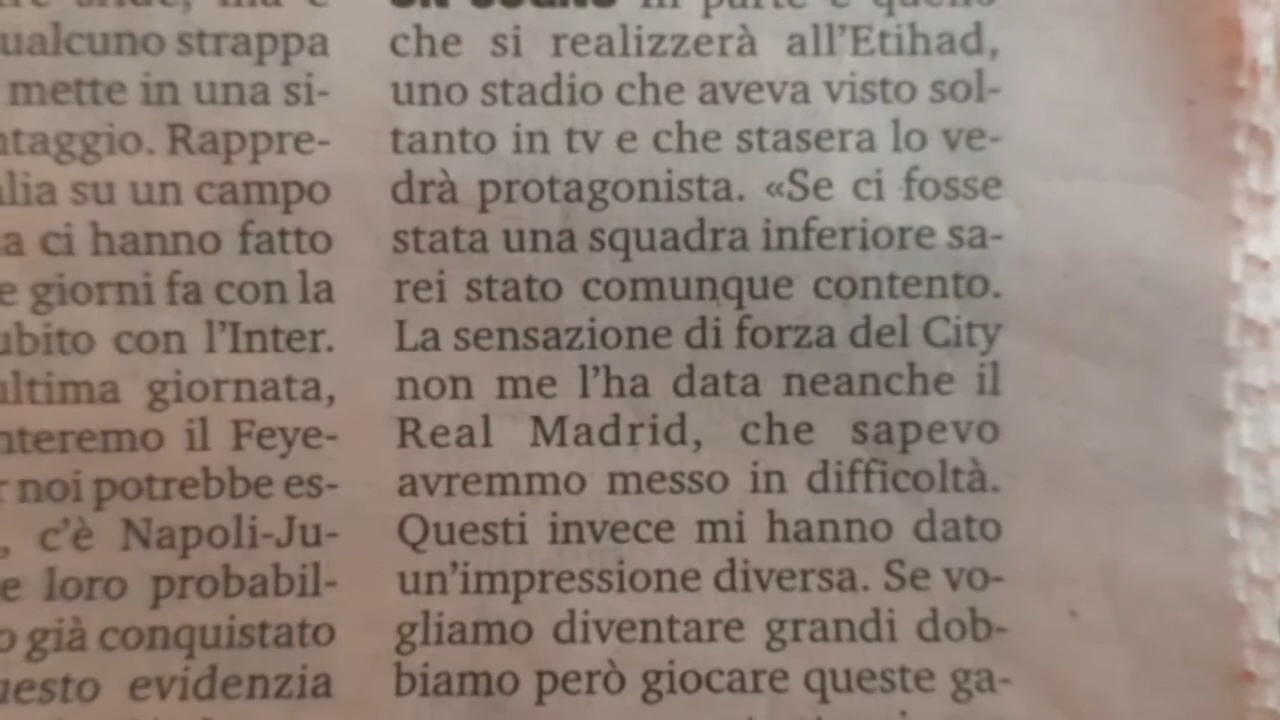 ualcuno strappa
mette in una si-
ntaggio. Rappre-
alia su un campo
a ci hanno fatto
e giorni fa con la
ubito con l'Inter.
ultima giornata,
nteremo il Feye-
r noi potrebbe es-
, c'è Napoli-Ju-
e loro probabil-
o già conquistato
uesto evidenzia
in parte è quello
che si realizzerà all'Etihad,
uno stadio che aveva visto sol-
tanto in tv e che stasera lo ve-
drà protagonista. «Se ci fosse
stata una squadra inferiore sa-
rei stato comunque contento.
La sensazione di forza del City
non me l'ha data neanche il
Real Madrid, che sapevo
avremmo messo in difficoltà.
Questi invece mi hanno dato
un'impressione diversa. Se vo-
gliamo diventare grandi dob-
biamo però giocare queste ga-